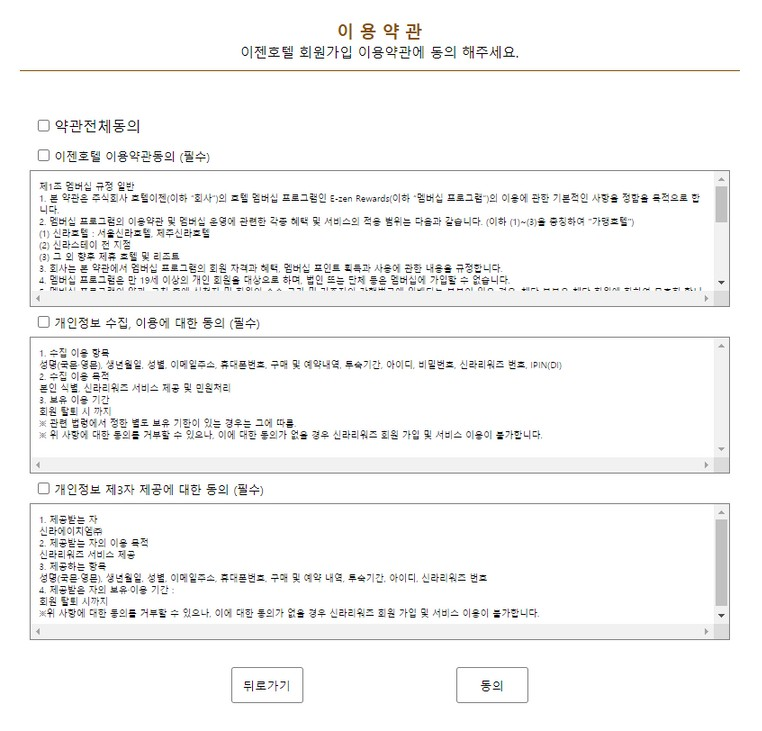 이 용 약 관
이젠호텔 회원가입 이용약관에 동의 해주세요.
약관전체동의
이젠호텔 이용약관동의 (필수)
제1조 멤버십 규정 일반
1. 본 약관은 주식회사 호텔이젠(이하 "회사")의 호텔 멤버십 프로그램인 E-zen Rewards(이하 "멤버십 프로그램")의 이용에 관한 기본적인 사항을 정함을 목적으로 합
니다.
2. 멤버십 프로그램의 이용약관 및 멤버십 운영에 관련한 각종 혜택 및 서비스의 적용 범위는 다음과 같습니다. (이하 (1)~(3)을 총칭하여 "가맹호텔")
(1) 신라호텔 : 서울신라호텔, 제주신라호텔
(2) 신라스테이 전 지점
(3) 그 외 향후 제휴 호텔 및 리조트
3. 회사는 본 약관에서 멤버십 프로그램의 회원 자격과 혜택, 멤버십 포인트 획득과 사용에 관한 내용을 규정합니다.
4. 멤버십 프로그램은 만 19세 이상의 개인 회원을 대상으로 하며, 법인 또는 단체 등은 멤버십에 가입할 수 없습니다.
개인정보 수집, 이용에 대한 동의 (필수)
1. 수집 이용 항목
성명(국문·영문), 생년월일, 성별, 이메일주소, 휴대폰번호, 구매 및 예약내역, 투숙기간, 아이디, 비밀번호, 신라리워즈 번호, IPIN(DI)
2. 수집 이용 목적
본인 식별, 신라리워즈 서비스 제공 및 민원처리
3. 보유 이용 기간
회원 탈퇴 시 까지
※ 관련 법령에서 정한 별도 보유 기한이 있는 경우는 그에 따름.
※ 위 사항에 대한 동의를 거부할 수 있으나, 이에 대한 동의가 없을 경우 신라리워즈 회원 가입 및 서비스 이용이 불가합니다.
개인정보 제3자 제공에 대한 동의 (필수)
1. 제공받는 자
신라에이치엠㈜
2. 제공받는 자의 이용 목적
신라리워즈 서비스 제공
3. 제공하는 항목
성명(국문·영문), 생년월일, 성별, 이메일주소, 휴대폰번호, 구매 및 예약 내역, 투숙기간, 아이디, 신라리워즈 번호
4. 제공받은 자의 보유·이용 기간 :
회원 탈퇴 시까지
※위 사항에 대한 동의를 거부할 수 있으나, 이에 대한 동의가 없을 경우 신라리워즈 회원 가입 및 서비스 이용이 불가합니다.
뒤로가기
동의